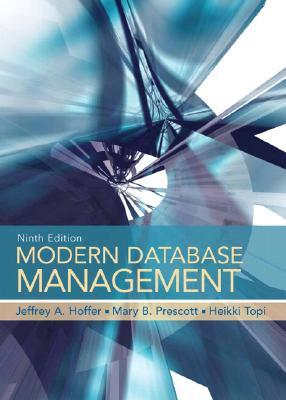 Ninth Edition
MODERN DATABASE
MANAGEMENT
Jeffrey A. Hoffer ▪ Mary B. Prescott ▪ Heikki Topi